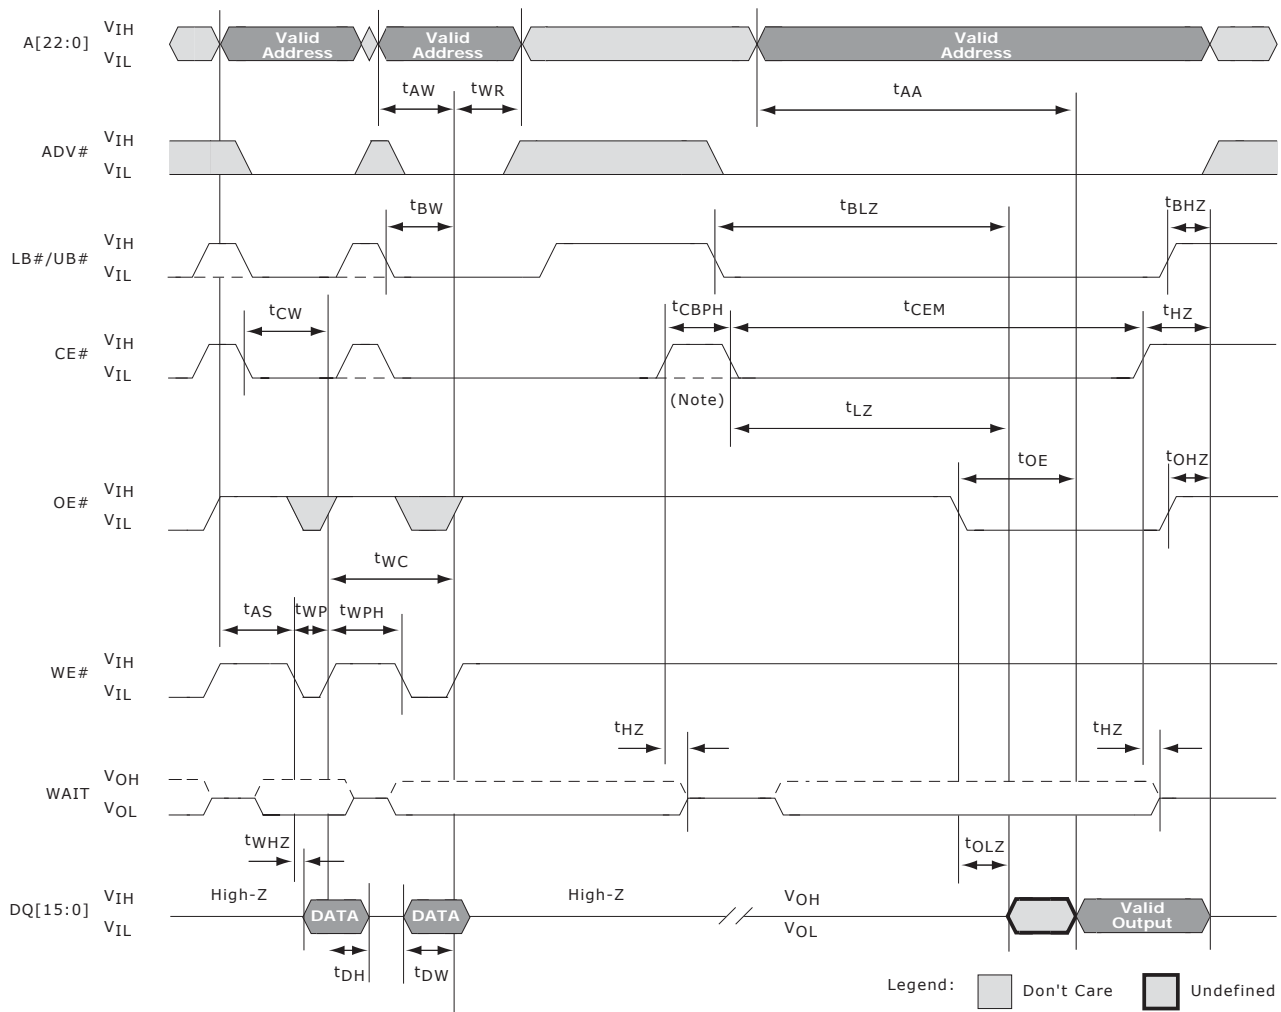 A[22:0] VIH
VIL
Valid Address
Valid Address
Valid Address
tAW
tWR
tAA
ADV# VIH
VIL
tBW
tBLZ
tBHZ
LB#/UB# VIH
VIL
tCW
tCBPH
tCEM
tHZ
CE# VIH
VIL
(Note)
tLZ
tOE
tOHZ
OE# VIH
VIL
tWC
tAS
tWP
tWPH
WE# VIH
VIL
tHZ
tHZ
WAIT VOH
VOL
tWHZ
tOLZ
DQ[15:0] VIH
VIL
High-Z
DATA
DATA
High-Z
VOH
VOL
Valid Output
tDH
tDW
Legend: Don't Care Undefined